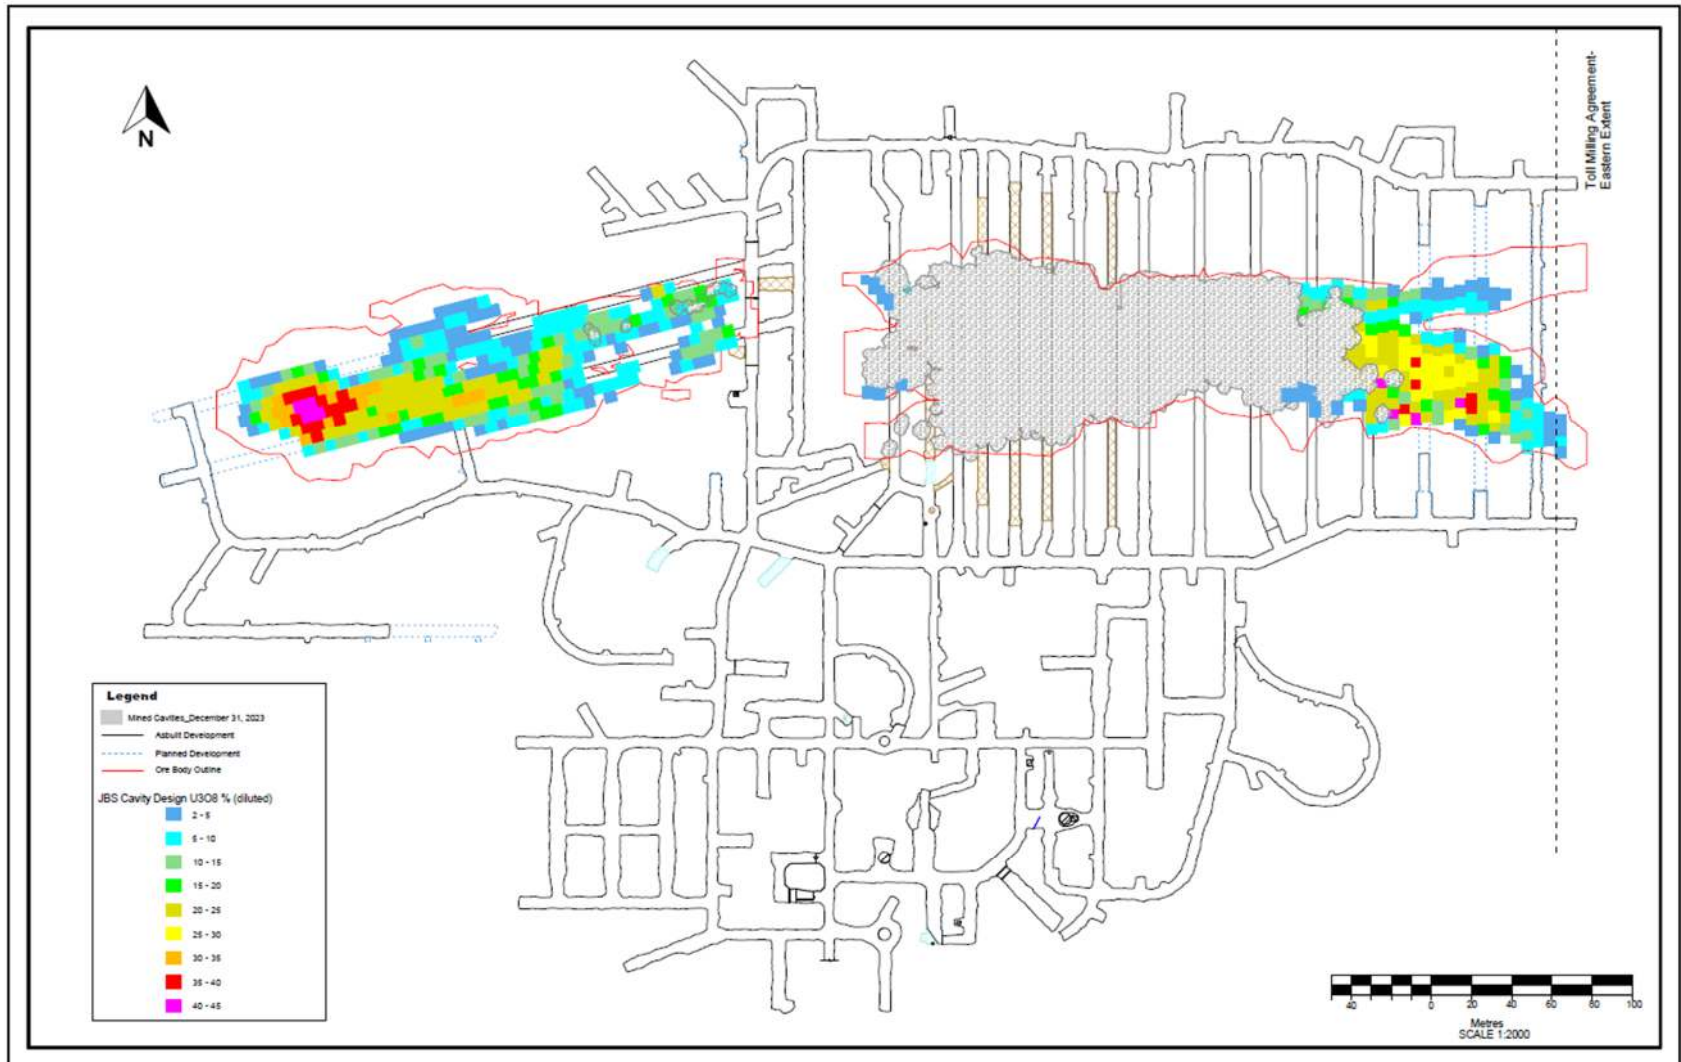 N
Toll Milling Agreement-
Eastern Extent
Legend
Mined Cavities_December 31, 2023
Asbuilt Development
Planned Development
Ore Body Outline
JBS Cavity Design U3O8 % (diluted)
2 - 5
5 - 10
10 - 15
15 - 20
20 - 25
25 - 30
30 - 35
35 - 40
40 - 45
40 0 20 40 60 80 100
Metres
SCALE 1:2000